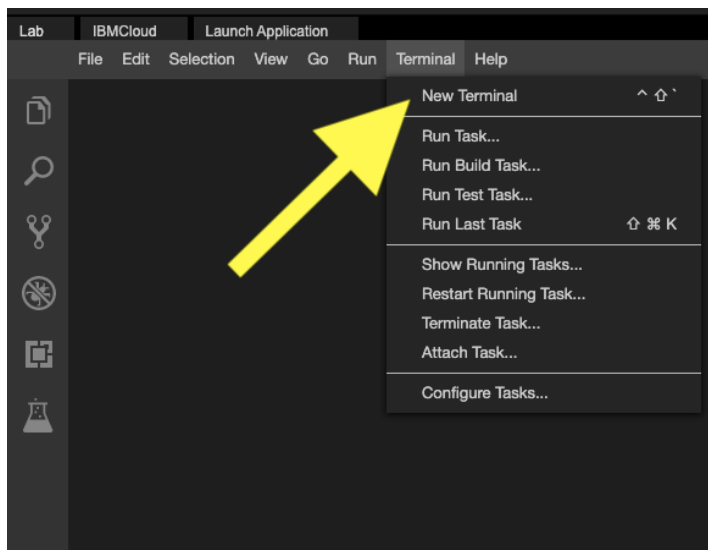 Lab IBMCloud Launch Application
File Edit Selection View Go Run Terminal Help
New Terminal ^ ⇧ `
Run Task...
Run Build Task...
Run Test Task...
Run Last Task ⇧ ⌘ K
Show Running Tasks...
Restart Running Task...
Terminate Task...
Attach Task...
Configure Tasks...